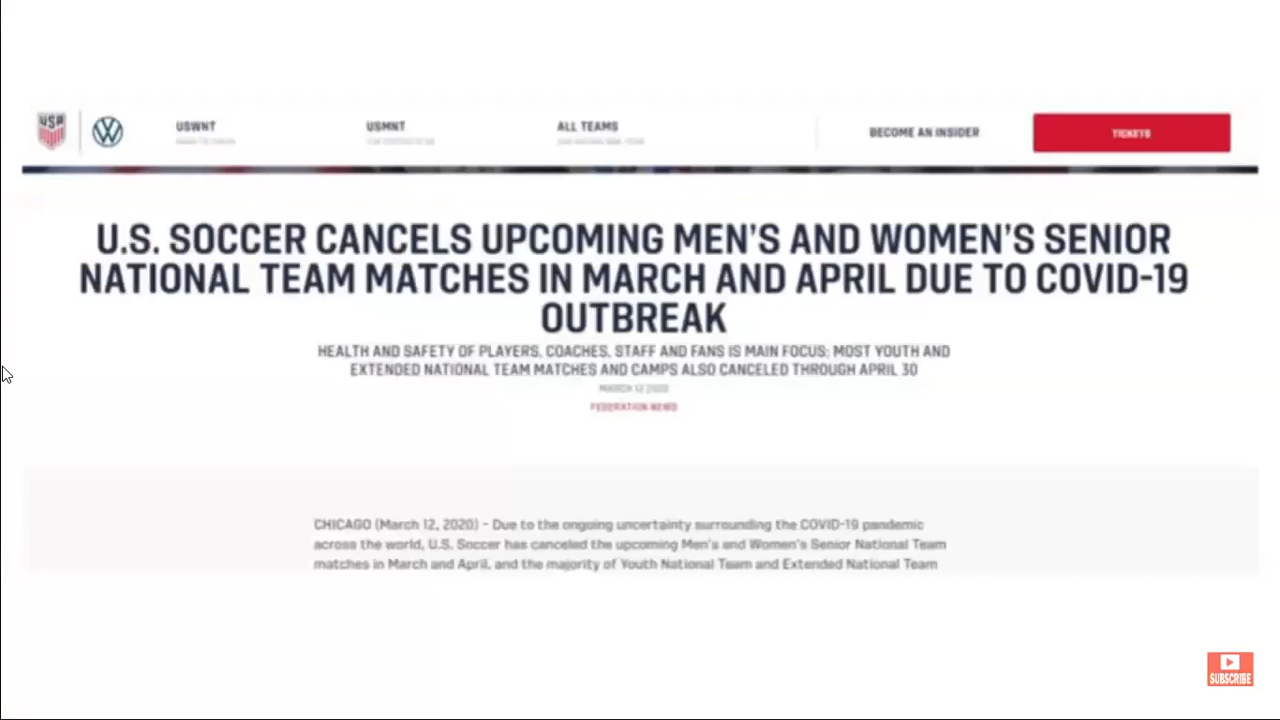 USA
USWNT
USMNT
ALL TEAMS
BECOME AN INSIDER
TICKETS
U.S. SOCCER CANCELS UPCOMING MEN'S AND WOMEN'S SENIOR
NATIONAL TEAM MATCHES IN MARCH AND APRIL DUE TO COVID-19
OUTBREAK
HEALTH AND SAFETY OF PLAYERS, COACHES, STAFF AND FANS IS MAIN FOCUS; MOST YOUTH AND
EXTENDED NATIONAL TEAM MATCHES AND CAMPS ALSO CANCELED THROUGH APRIL 30
MARCH 12 2020
FEDERATION NEWS
CHICAGO (March 12, 2020) - Due to the ongoing uncertainty surrounding the COVID-19 pandemic
across the world, U.S. Soccer has canceled the upcoming Men's and Women's Senior National Team
matches in March and April, and the majority of Youth National Team and Extended National Team
SUBSCRIBE